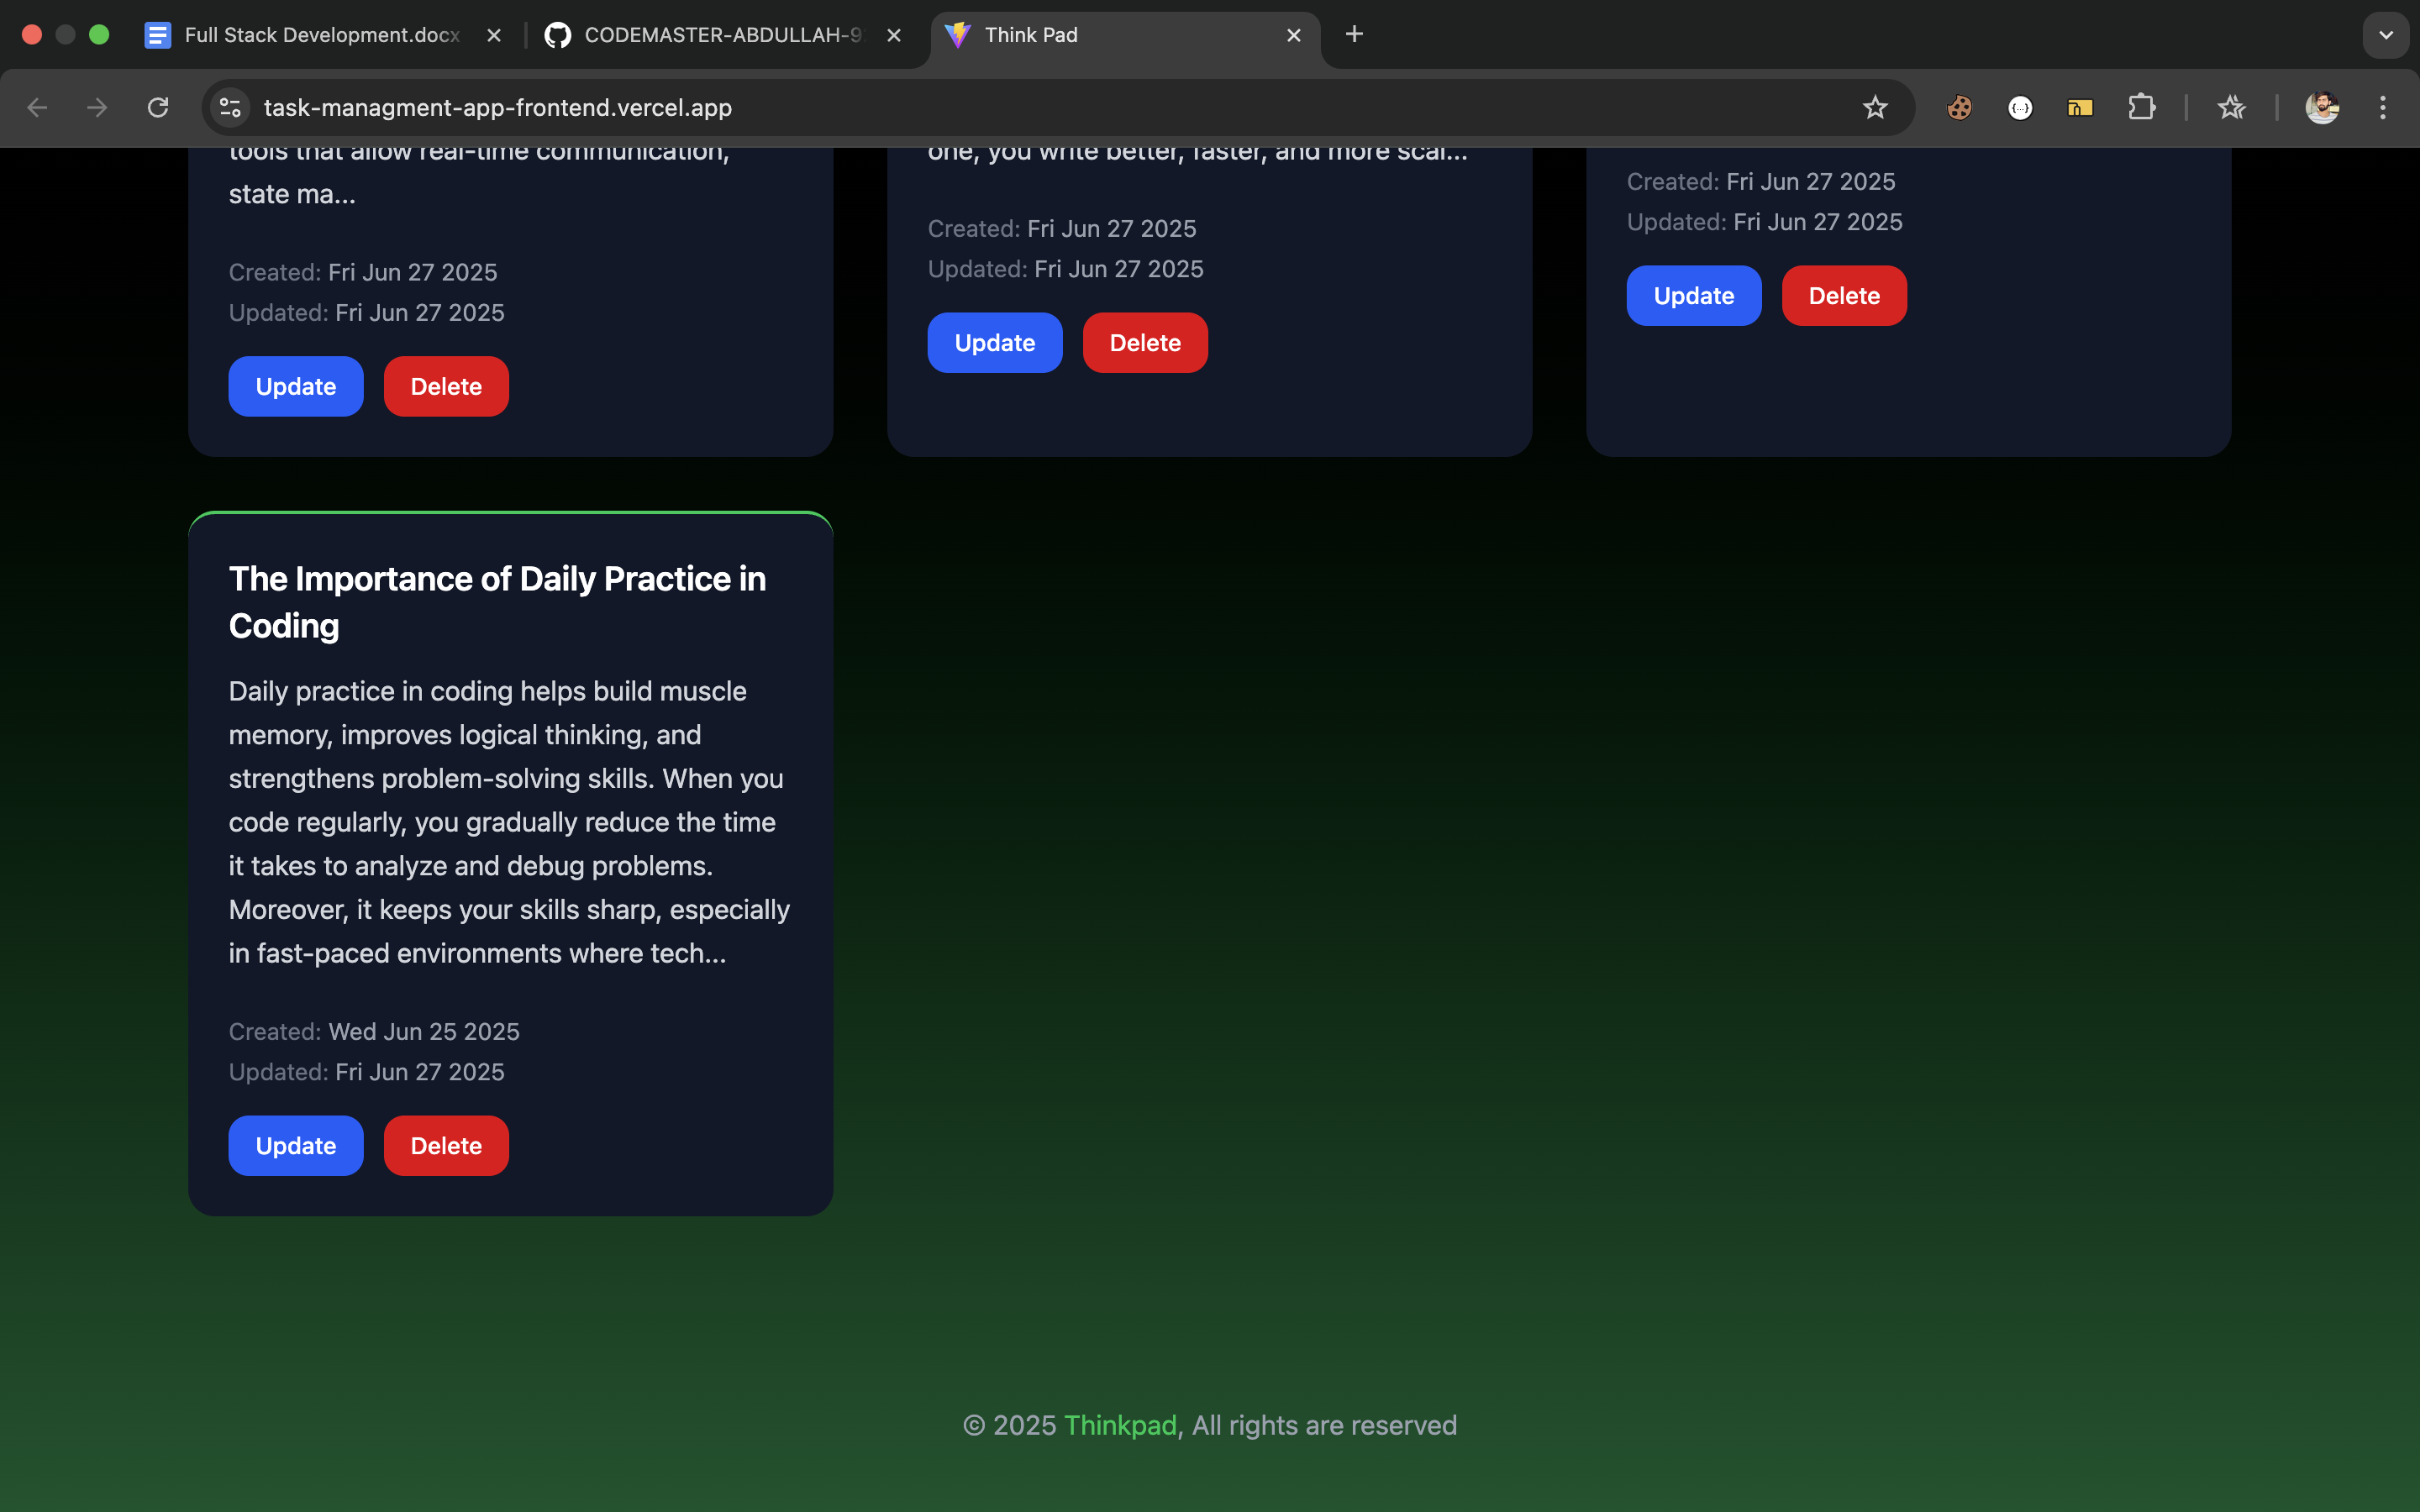 Full Stack Development.docx
CODEMASTER-ABDULLAH-9
Think Pad
task-managment-app-frontend.vercel.app
tools that allow real-time communication,
state ma...
Created: Fri Jun 27 2025
Updated: Fri Jun 27 2025
Update
Delete
one, you write better, faster, and more scal...
Created: Fri Jun 27 2025
Updated: Fri Jun 27 2025
Update
Delete
Created: Fri Jun 27 2025
Updated: Fri Jun 27 2025
Update
Delete
The Importance of Daily Practice in
Coding
Daily practice in coding helps build muscle
memory, improves logical thinking, and
strengthens problem-solving skills. When you
code regularly, you gradually reduce the time
it takes to analyze and debug problems.
Moreover, it keeps your skills sharp, especially
in fast-paced environments where tech...
Created: Wed Jun 25 2025
Updated: Fri Jun 27 2025
Update
Delete
© 2025 Thinkpad, All rights are reserved